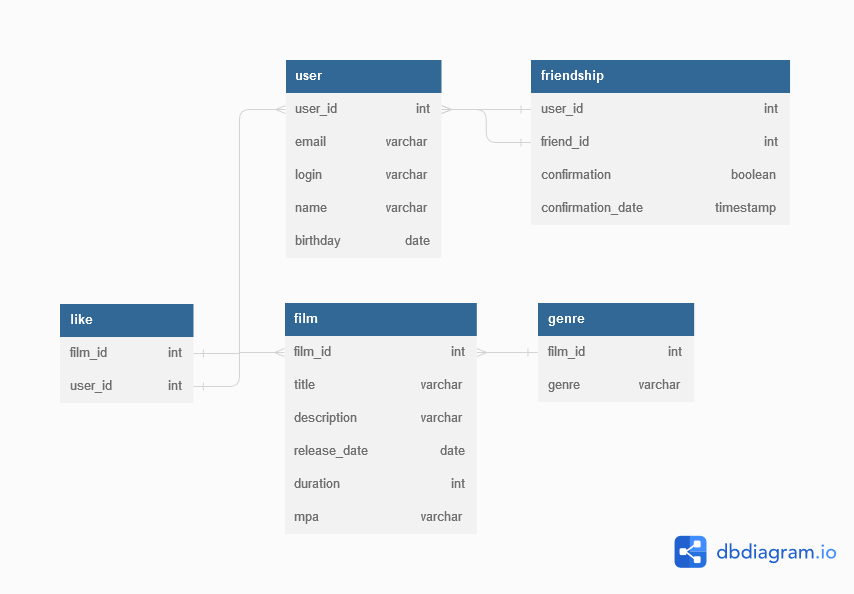 user
user_id int
email varchar
login varchar
name varchar
birthday date
friendship
user_id int
friend_id int
confirmation boolean
confirmation_date timestamp
like
film_id int
user_id int
film
film_id int
title varchar
description varchar
release_date date
duration int
mpa varchar
genre
film_id int
genre varchar
dbdiagram.io